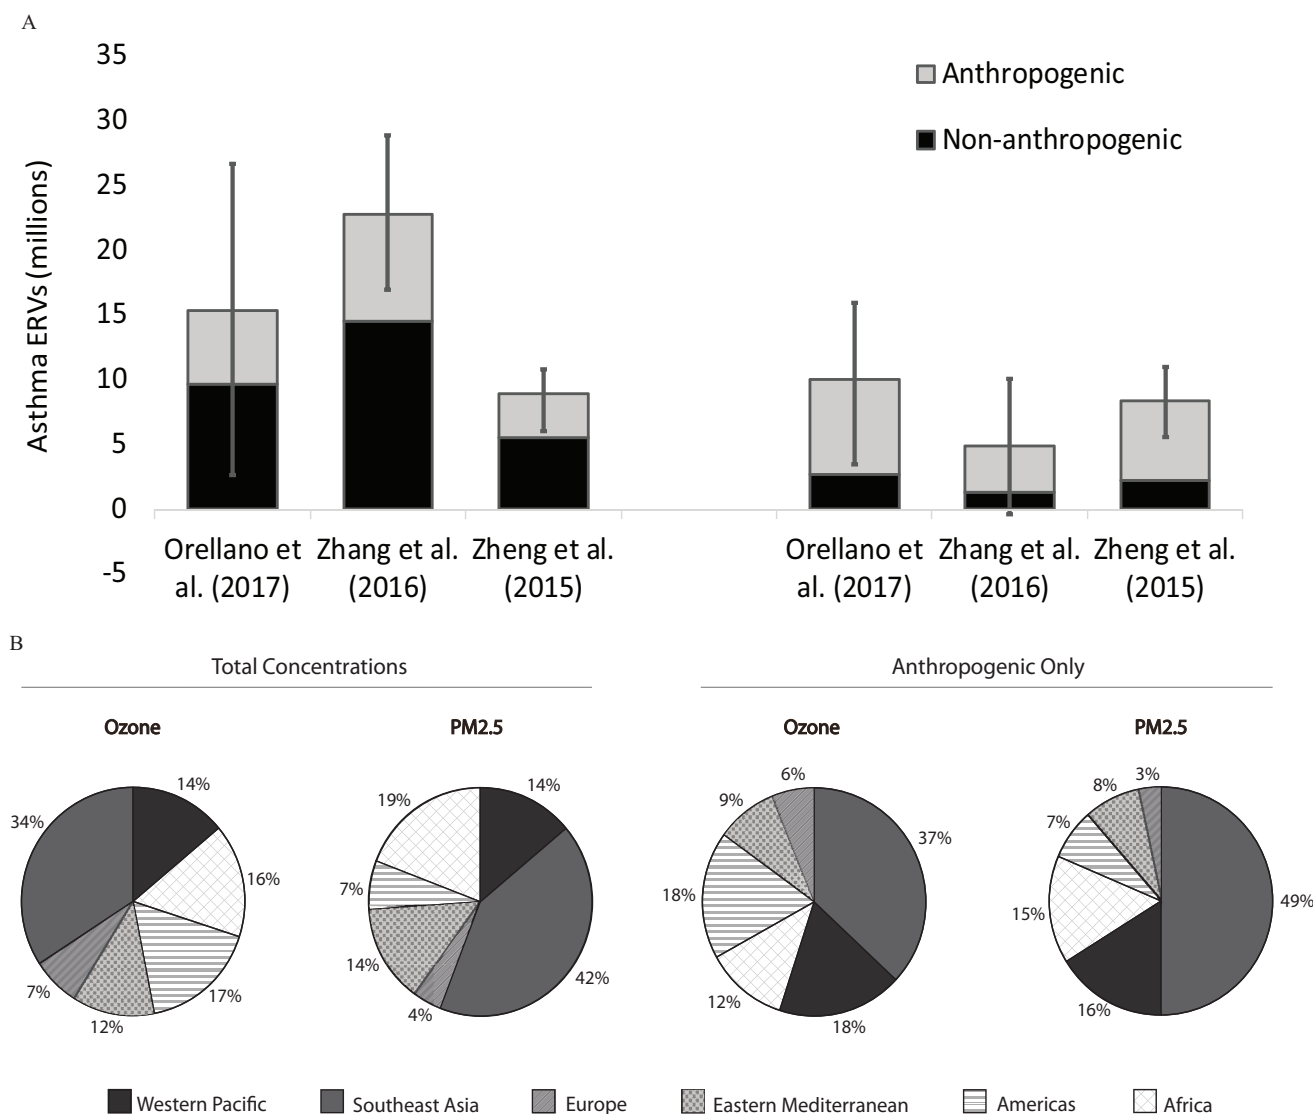 A
35
30
25
20
15
10
5
0
-5
Asthma ERVs (millions)
Anthropogenic
Non-anthropogenic
Orellano et
al. (2017)
Zhang et al.
(2016)
Zheng et al.
(2015)
Orellano et
al. (2017)
Zhang et al.
(2016)
Zheng et al.
(2015)
B
Total Concentrations
Anthropogenic Only
Ozone
PM2.5
Ozone
PM2.5
14%
16%
17%
12%
7%
34%
14%
42%
4%
14%
7%
19%
37%
18%
12%
18%
9%
6%
49%
16%
15%
7%
8%
3%
Western Pacific
Southeast Asia
Europe
Eastern Mediterranean
Americas
Africa